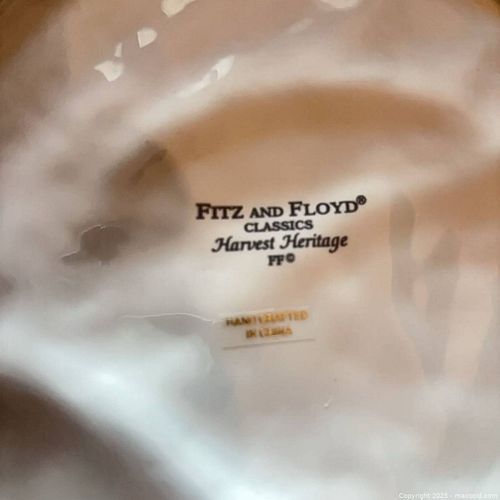 FITZ AND FLOYD®
CLASSICS
Harvest Heritage
FF©
HANDCRAFTED
IN CHINA
Copyright 2025 - maxsold.com